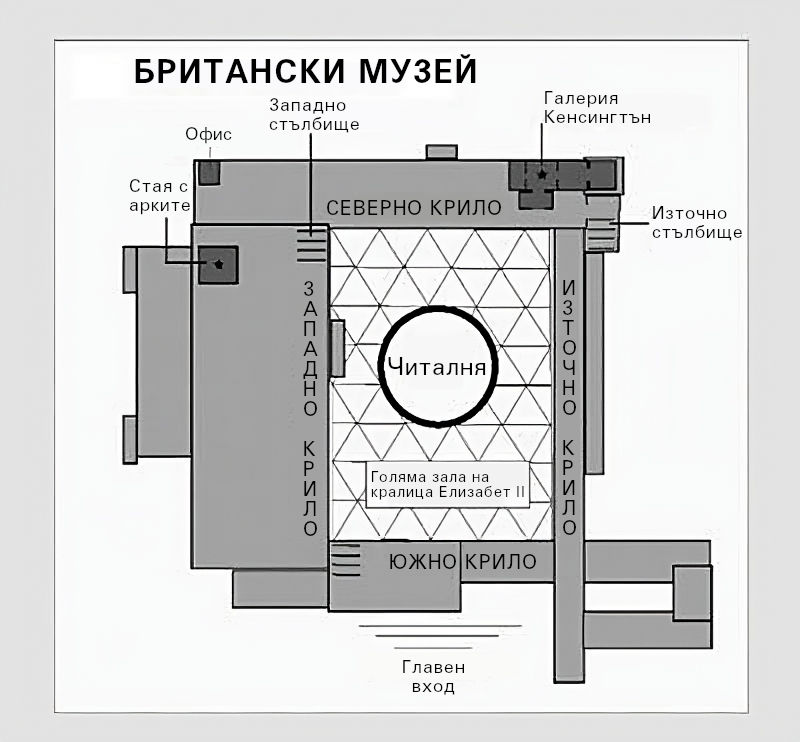 БРИТАНСКИ МУЗЕЙ
Западно
стълбище
Галерия
Кенсингтън
Офис
Стая с
арките
СЕВЕРНО КРИЛО
Източно
стълбище
ЗАПАДНО КРИЛО
ИЗТОЧНО КРИЛО
Читалня
Голяма зала на
кралица Елизабет II
ЮЖНО КРИЛО
Главен
вход